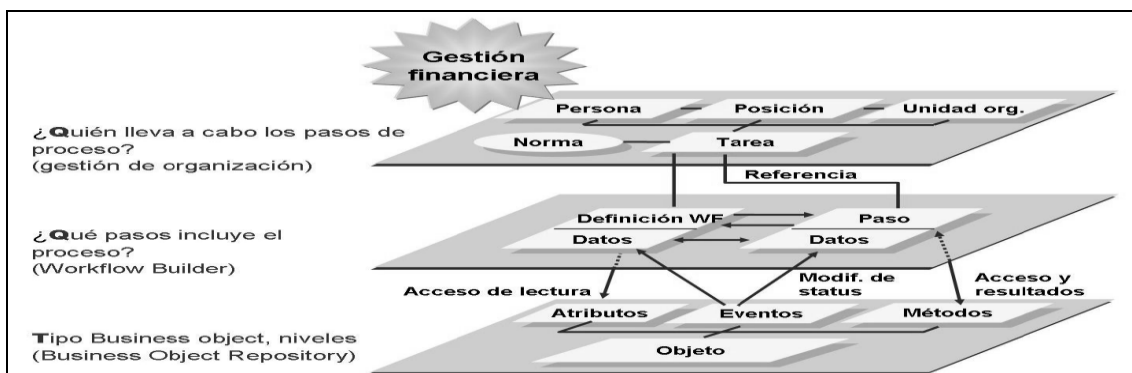 Gestión
financiera
Persona Posición Unidad org.
¿Quién lleva a cabo los pasos de
proceso?
(gestión de organización)
Norma Tarea
Referencia
Definición WF Paso
¿Qué pasos incluye el
proceso?
(Workflow Builder)
Datos Datos
Acceso de lectura
Modif. de
status
Acceso y
resultados
Atributos Eventos Métodos
Tipo Business object, niveles
(Business Object Repository)
Objeto